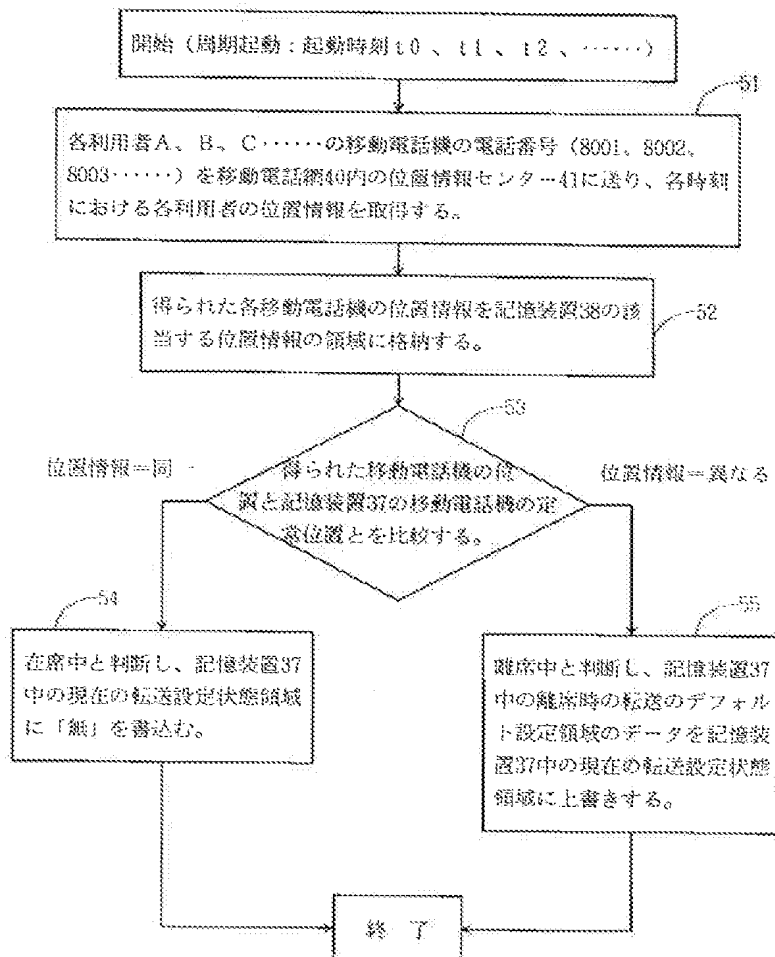 開始（周期起動：起動時刻t0、t1、t2、……）
51
各利用者A、B、C……の移動電話機の電話番号（8001、8002、
8003……）を移動電話網40内の位置情報センター41に送り、各時刻
における各利用者の位置情報を取得する。
52
得られた各移動電話機の位置情報を記憶装置38の該
当する位置情報の領域に格納する。
53
位置情報＝同一
得られた移動電話機の位
置と記憶装置37の移動電話機の定
常位置とを比較する。
位置情報＝異なる
54
在席中と判断し、記憶装置37
中の現在の転送設定状態領域
に「無」を書込む。
55
離席中と判断し、記憶装置37
中の離席時の転送のデフォル
ト設定領域のデータを記憶装
置37中の現在の転送設定状態
領域に上書きする。
終 了